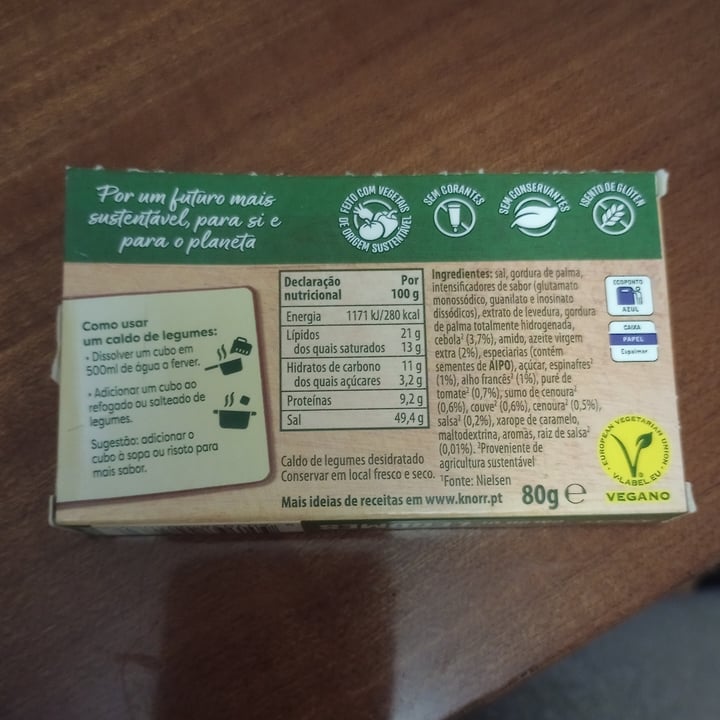 Por um futuro mais
sustentável, para si e
para o planeta
FEITO COM VEGETAIS
DE ORIGEM SUSTENTÁVEL
SEM CORANTES
SEM CONSERVANTES
ISENTO DE GLÚTEN
Como usar
um caldo de legumes:
• Dissolver um cubo em
500ml de água a ferver.
• Adicionar um cubo ao
refogado ou salteado de
legumes.
Sugestão: adicionar o
cubo à sopa ou risoto para
mais sabor.
Declaração Por
nutricional 100 g
Energia 1171 kJ/280 kcal
Lípidos 21 g
dos quais saturados 13 g
Hidratos de carbono 11 g
dos quais açúcares 3,2 g
Proteínas 9,2 g
Sal 49,4 g
Caldo de legumes desidratado
Conservar em local fresco e seco.
Mais ideias de receitas em www.knorr.pt
Ingredientes: sal, gordura de palma,
intensificadores de sabor (glutamato
monossódico, guanilato e inosinato
dissódicos), extrato de levedura, gordura
de palma totalmente hidrogenada,
cebola² (3,7%), amido, azeite virgem
extra (2%), especiarias (contém
sementes de AIPO), açúcar, espinafres²
(1%), alho francês² (1%), puré de
tomate² (0,7%), sumo de cenoura²
(0,6%), couve² (0,6%), cenoura² (0,5%),
salsa² (0,2%), xarope de caramelo,
maltodextrina, aromas, raiz de salsa²
(0,01%). ²Proveniente de
agricultura sustentável
¹Fonte: Nielsen
80g e
ECOPONTO
AZUL
CAIXA
PAPEL
Espalmar
EUROPEAN VEGETARIAN UNION
V-LABEL.EU
VEGANO